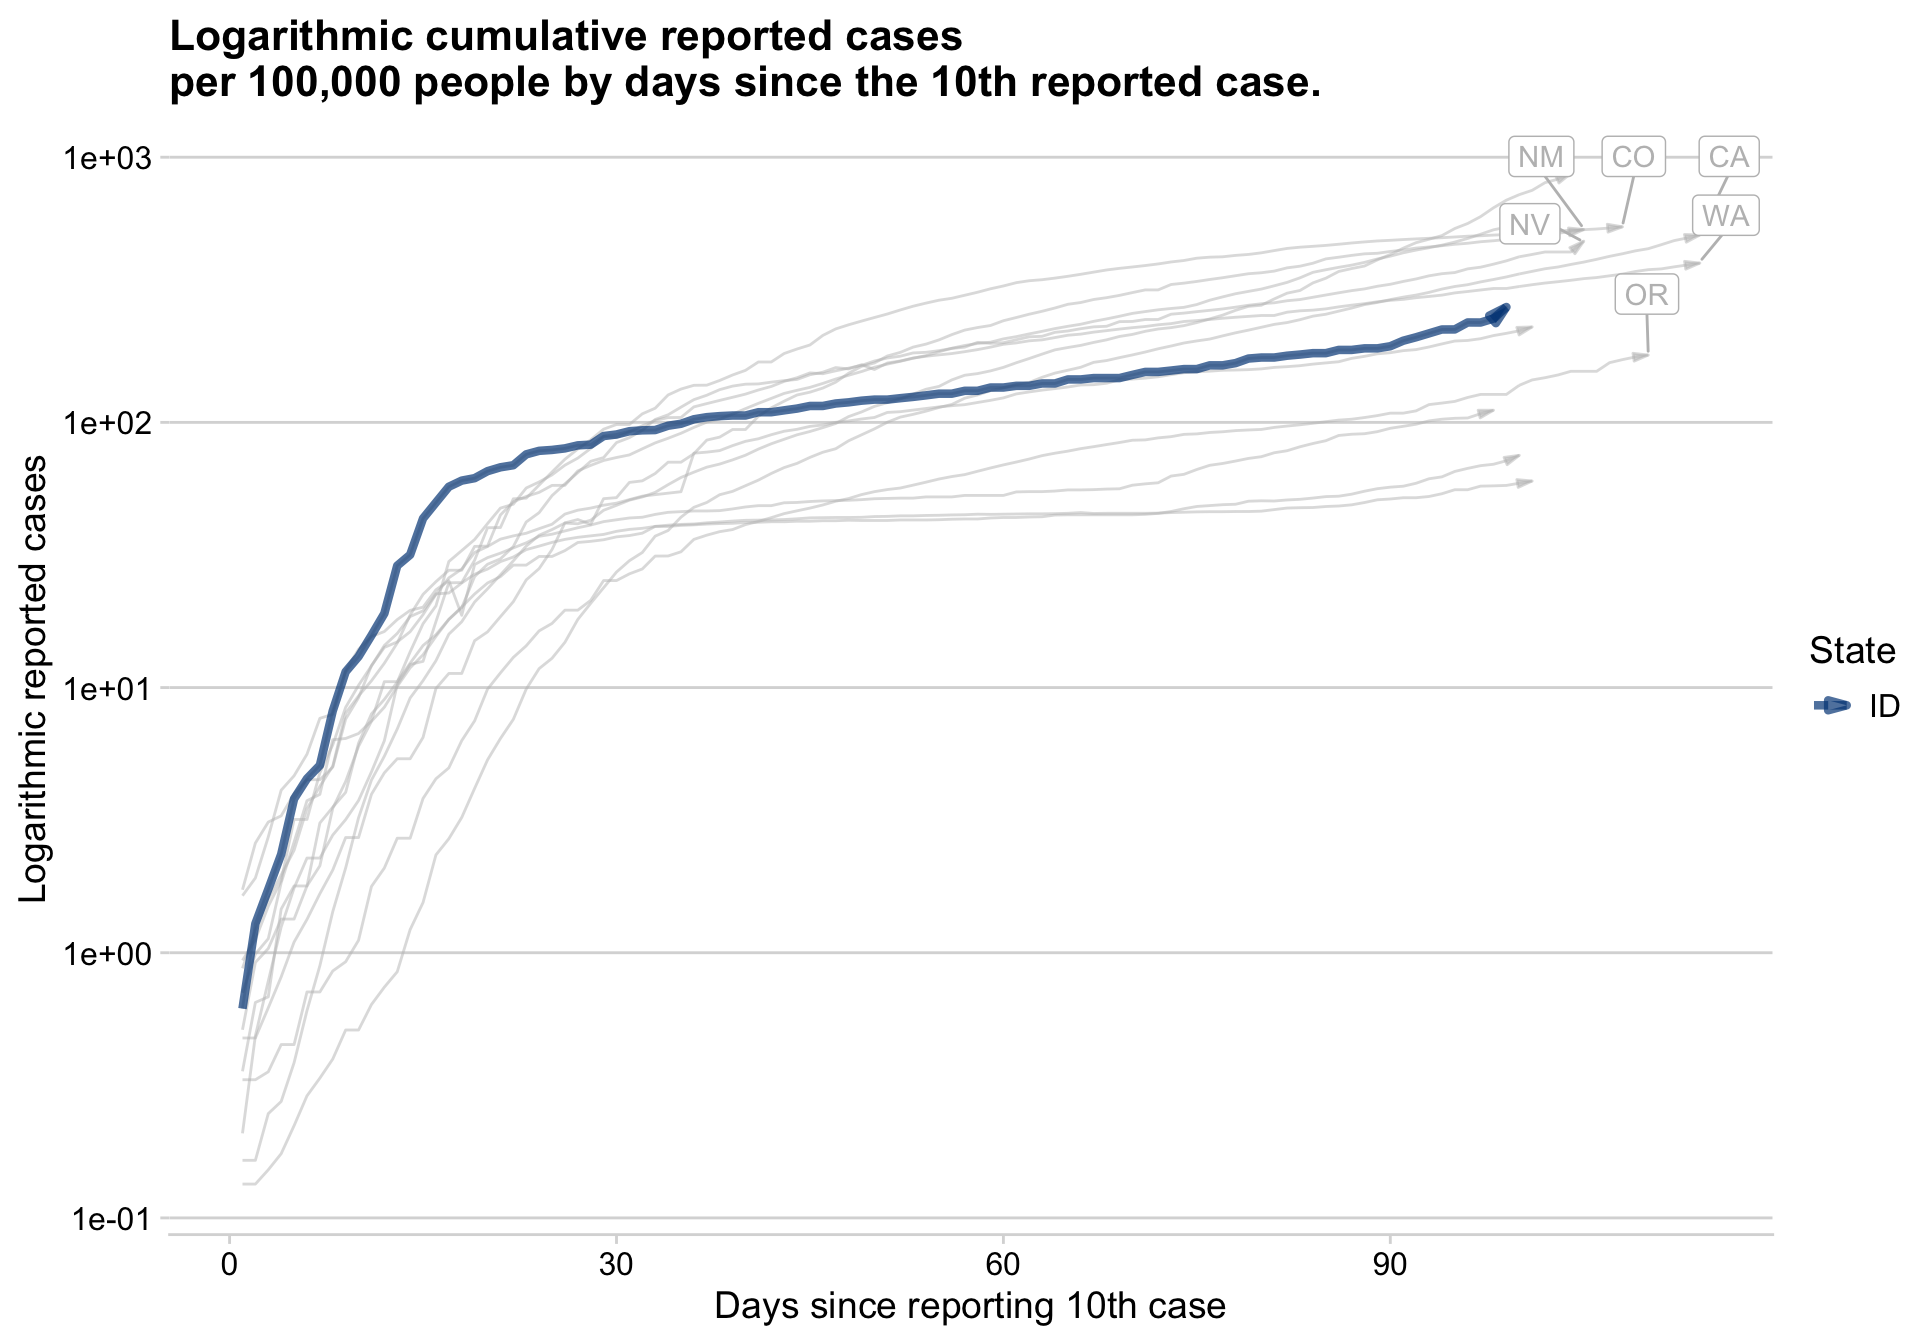 Logarithmic cumulative reported cases
per 100,000 people by days since the 10th reported case.
1e+03
1e+02
1e+01
1e+00
1e-01
Logarithmic reported cases
NM
CO
CA
NV
WA
OR
State
ID
0
30
60
90
Days since reporting 10th case